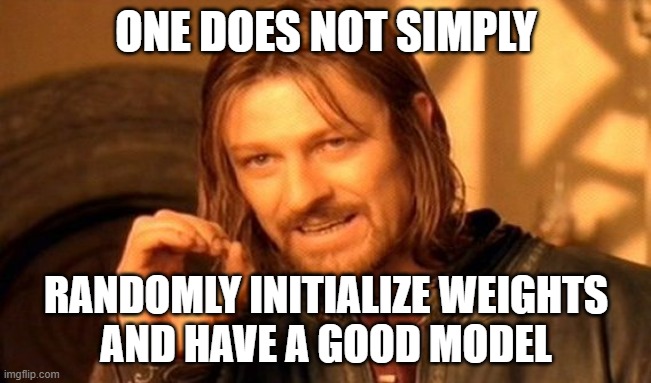 ONE DOES NOT SIMPLY
RANDOMLY INITIALIZE WEIGHTS
AND HAVE A GOOD MODEL
imgflip.com